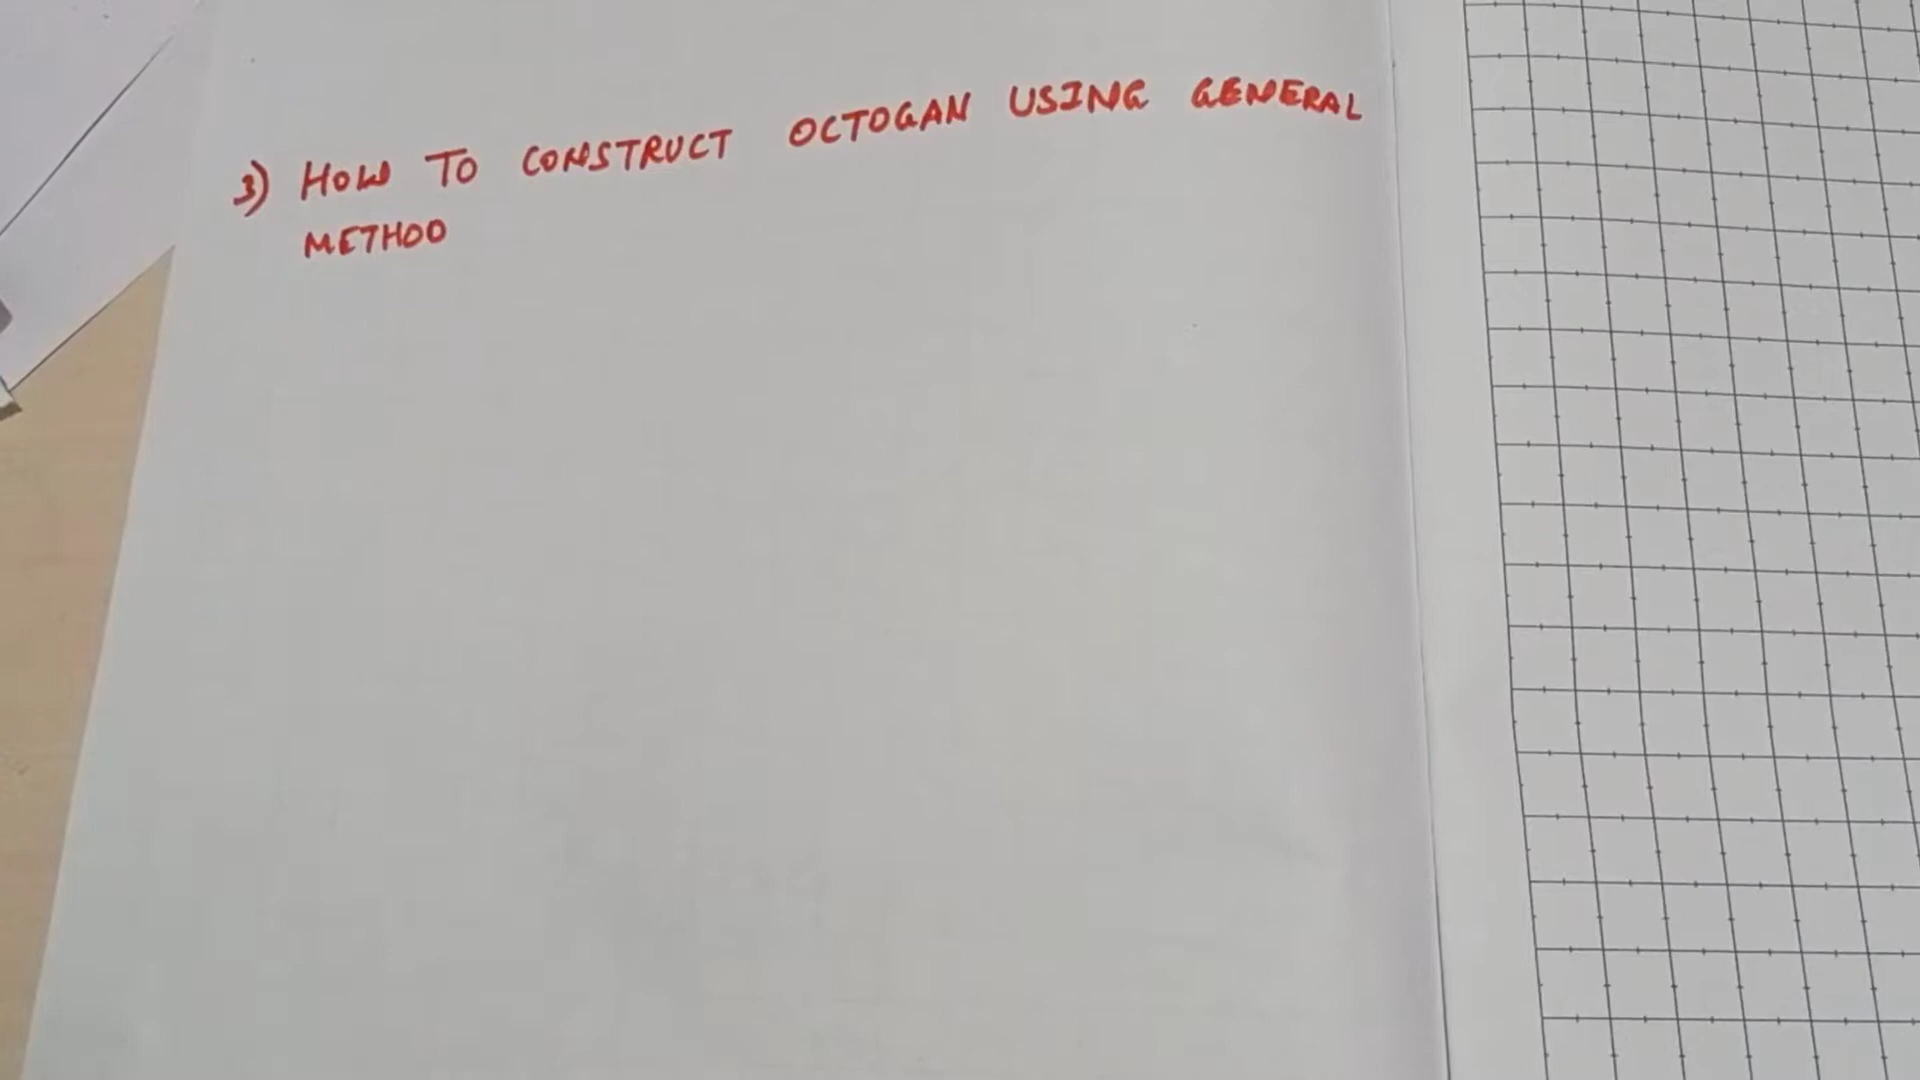 3) HOW TO CONSTRUCT OCTOGAN USING GENERAL
METHOD